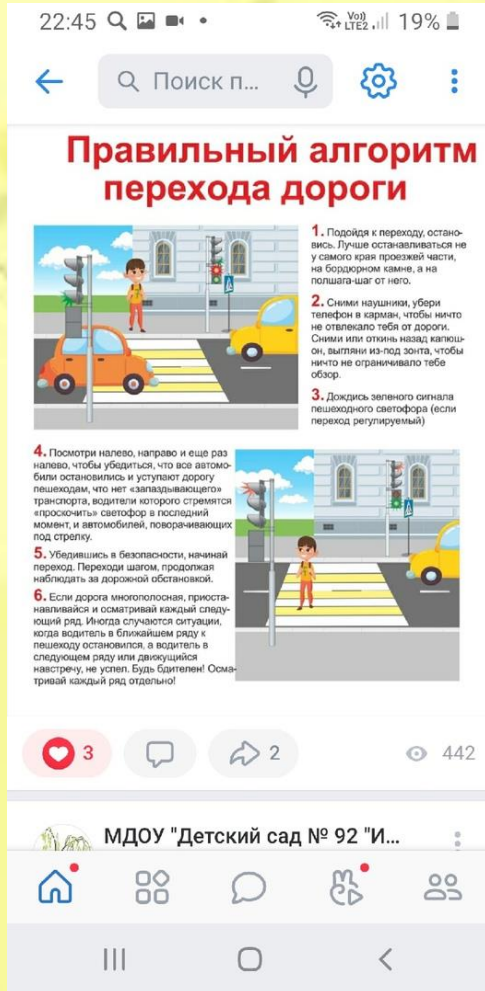 22:45
Vo))
LTE2
19%
Поиск п...
Правильный алгоритм
перехода дороги
1. Подойдя к переходу, остано-
вись. Лучше останавливаться не
у самого края проезжей части,
на бордюрном камне, а на
полшага-шаг от него.
2. Сними наушники, убери
телефон в карман, чтобы ничто
не отвлекало тебя от дороги.
Сними или откинь назад капюш-
он, выгляни из-под зонта, чтобы
ничто не ограничивало тебе
обзор.
3. Дождись зеленого сигнала
пешеходного светофора (если
переход регулируемый)
4. Посмотри налево, направо и еще раз
налево, чтобы убедиться, что все автомо-
били остановились и уступают дорогу
пешеходам, что нет «запаздывающего»
транспорта, водители которого стремятся
«проскочить» светофор в последний
момент, и автомобилей, поворачивающих
под стрелку.
5. Убедившись в безопасности, начинай
переход. Переходи шагом, продолжая
наблюдать за дорожной обстановкой.
6. Если дорога многополосная, приоста-
навливайся и осматривай каждый следу-
ющий ряд. Иногда случаются ситуации,
когда водитель в ближайшем ряду к
пешеходу остановился, а водитель в
следующем ряду или движущийся
навстречу, не успел. Будь бдителен! Осма-
тривай каждый ряд отдельно!
3
2
442
МДОУ "Детский сад № 92 "И...